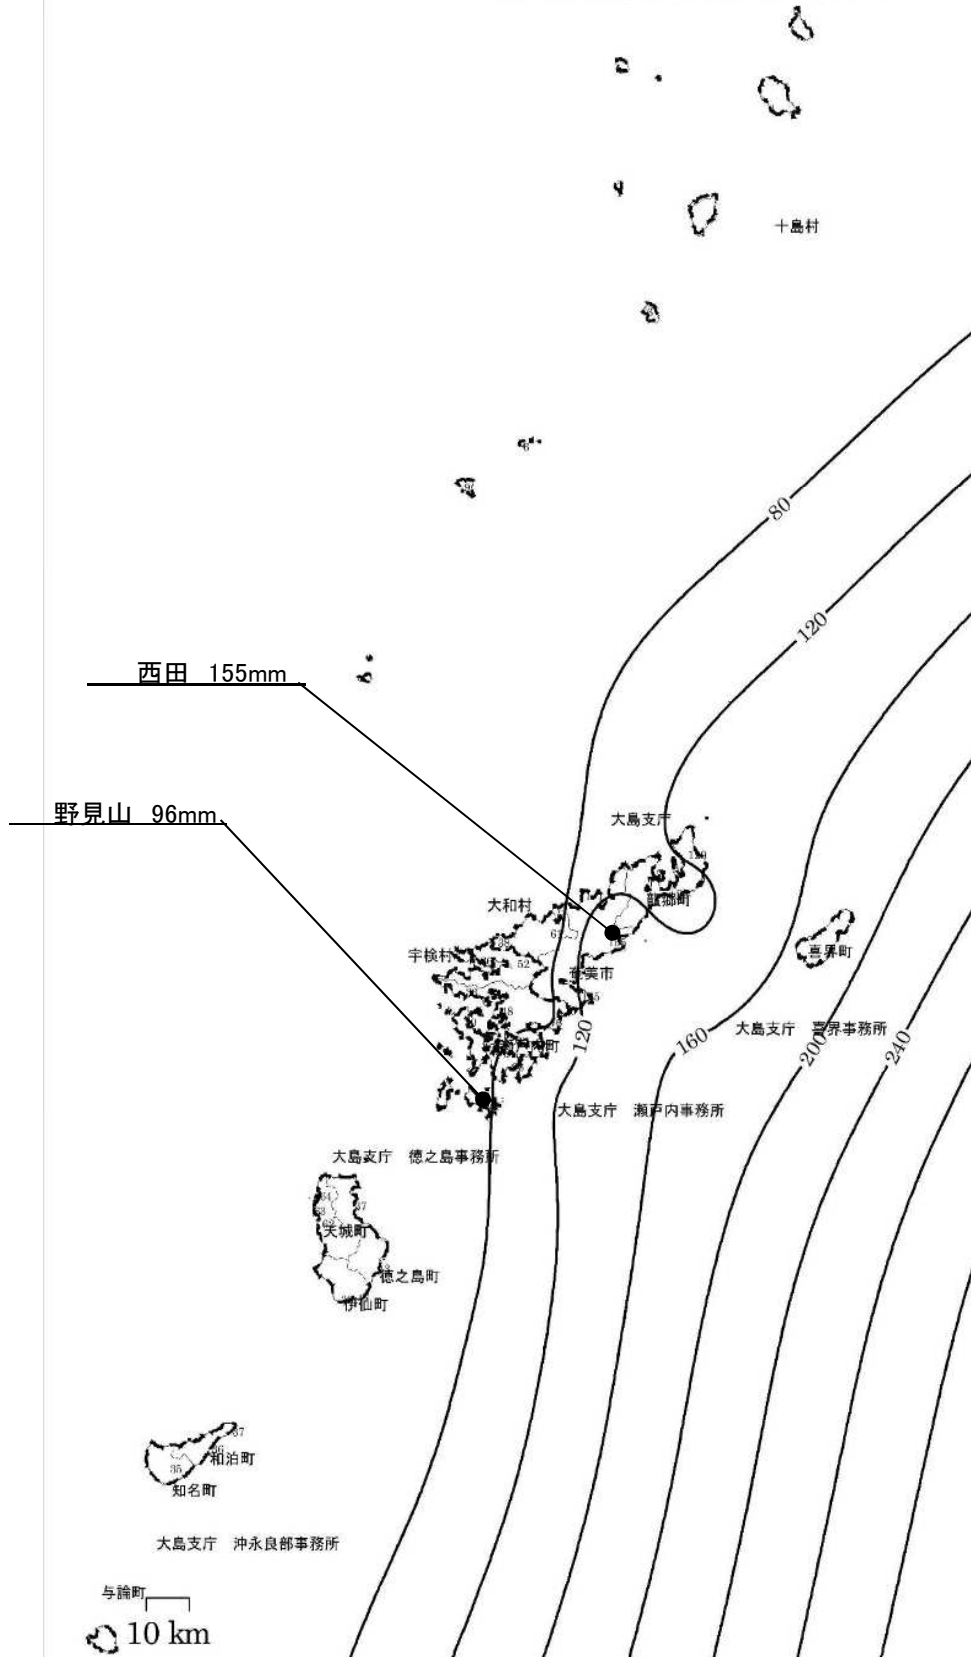 十島村
80
120
西田 155mm
野見山 96mm
大島支庁
120
龍郷町
大和村
宇検村
52
奄美市
喜界町
大島支庁 喜界事務所
120
160
200
240
大島支庁 瀬戸内事務所
大島支庁 徳之島事務所
天城町
徳之島町
伊仙町
37
和泊町
35
知名町
大島支庁 沖永良部事務所
与論町
10 km